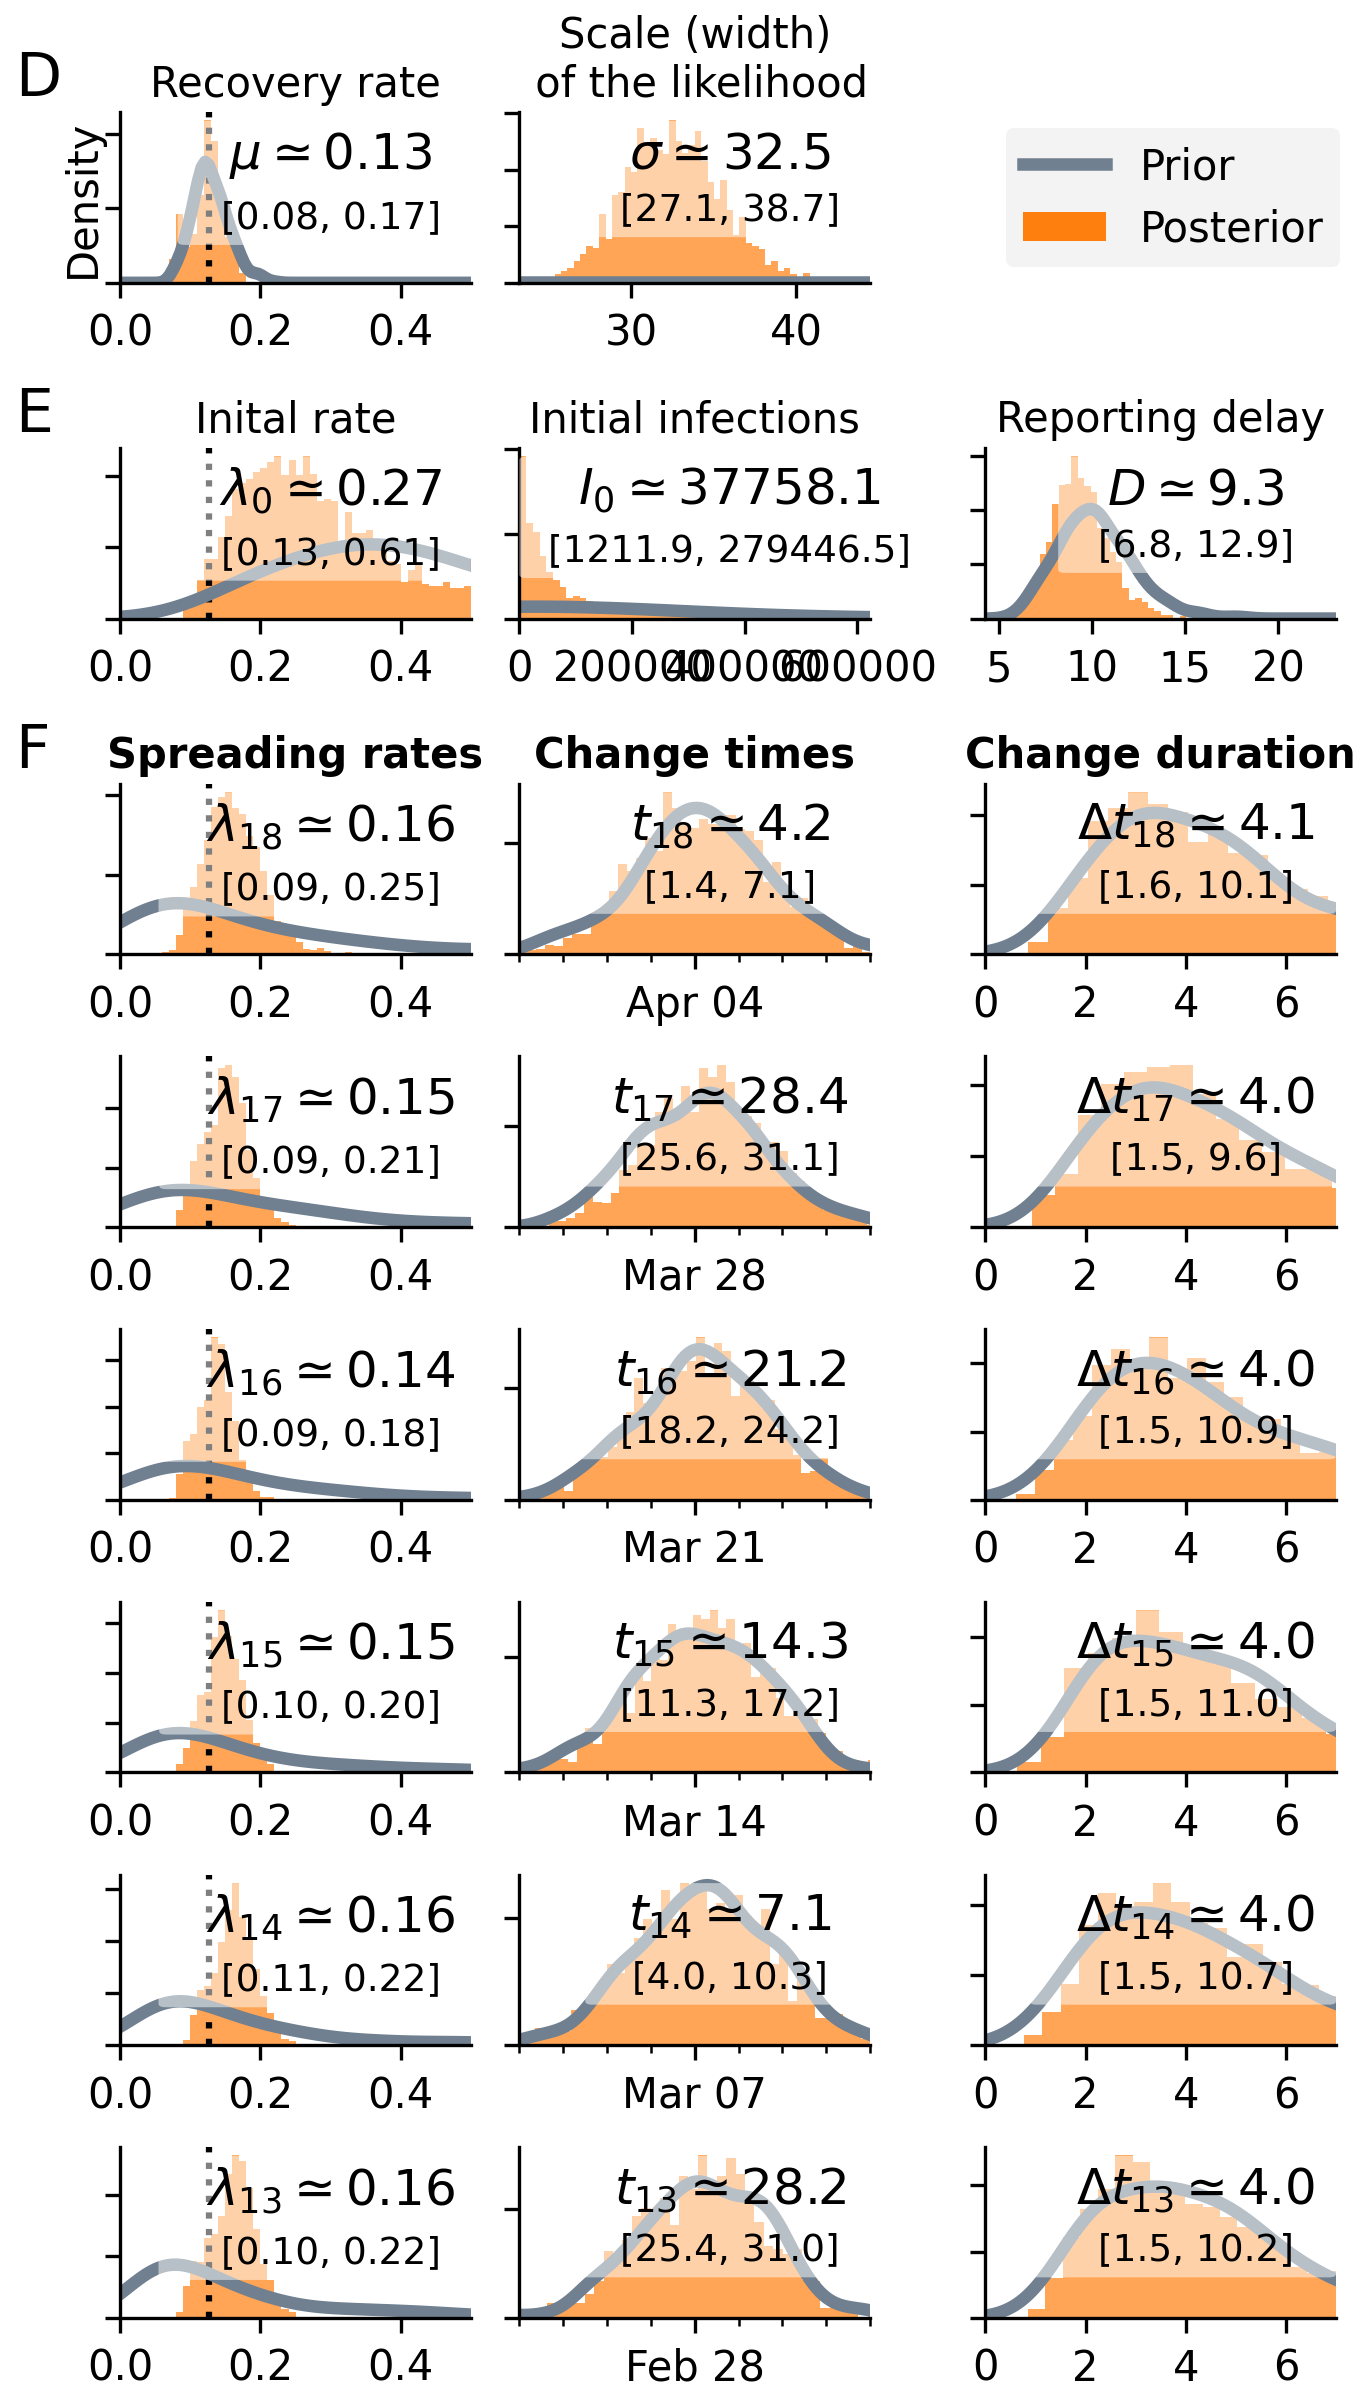 D
Recovery rate
Scale (width)
of the likelihood
Density
μ ≃ 0.13
[0.08, 0.17]
0.0 0.2 0.4
σ ≃ 32.5
[27.1, 38.7]
30 40
Prior
Posterior
E
Inital rate
λ0 ≃ 0.27
[0.13, 0.61]
0.0 0.2 0.4
Initial infections
I0 ≃ 37758.1
[1211.9, 279446.5]
0 200000 400000 600000
Reporting delay
D ≃ 9.3
[6.8, 12.9]
5 10 15 20
F
Spreading rates Change times Change duration
λ18 ≃ 0.16
[0.09, 0.25]
0.0 0.2 0.4
t18 ≃ 4.2
[1.4, 7.1]
Apr 04
Δt18 ≃ 4.1
[1.6, 10.1]
0 2 4 6
λ17 ≃ 0.15
[0.09, 0.21]
0.0 0.2 0.4
t17 ≃ 28.4
[25.6, 31.1]
Mar 28
Δt17 ≃ 4.0
[1.5, 9.6]
0 2 4 6
λ16 ≃ 0.14
[0.09, 0.18]
0.0 0.2 0.4
t16 ≃ 21.2
[18.2, 24.2]
Mar 21
Δt16 ≃ 4.0
[1.5, 10.9]
0 2 4 6
λ15 ≃ 0.15
[0.10, 0.20]
0.0 0.2 0.4
t15 ≃ 14.3
[11.3, 17.2]
Mar 14
Δt15 ≃ 4.0
[1.5, 11.0]
0 2 4 6
λ14 ≃ 0.16
[0.11, 0.22]
0.0 0.2 0.4
t14 ≃ 7.1
[4.0, 10.3]
Mar 07
Δt14 ≃ 4.0
[1.5, 10.7]
0 2 4 6
λ13 ≃ 0.16
[0.10, 0.22]
0.0 0.2 0.4
t13 ≃ 28.2
[25.4, 31.0]
Feb 28
Δt13 ≃ 4.0
[1.5, 10.2]
0 2 4 6